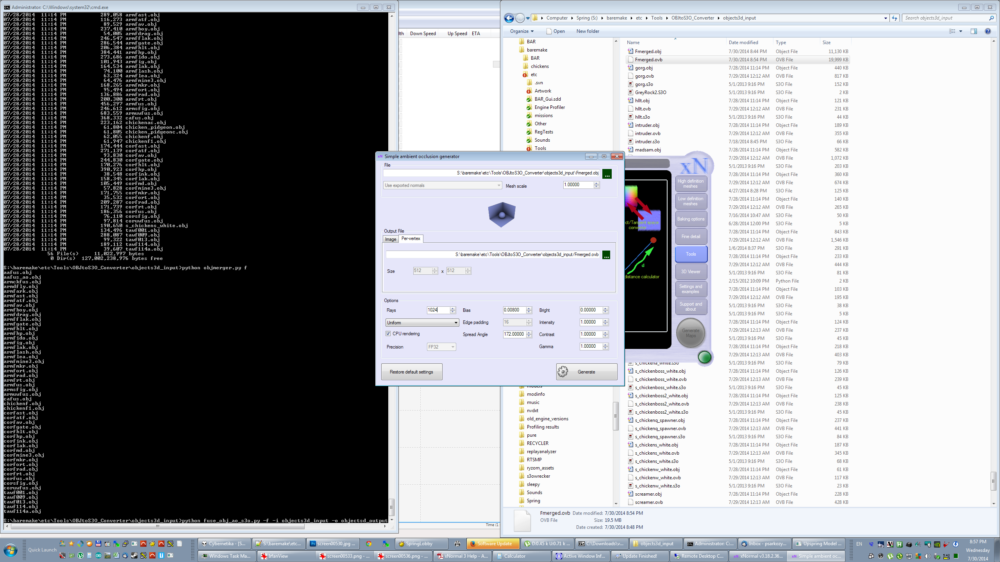 Administrator: C:\Windows\system32\cmd.exe
07/28/2014  11:14 PM           289,058 armfast.obj
07/28/2014  11:14 PM           116,273 armfatf.obj
07/28/2014  11:14 PM            89,529 armfav.obj
07/28/2014  11:14 PM           237,410 armfboy.obj
07/28/2014  11:14 PM            54,005 armfdrag.obj
07/28/2014  11:14 PM           246,547 armfflak.obj
07/28/2014  11:14 PM           286,544 armfgate.obj
07/28/2014  11:14 PM           206,384 armfhlt.obj
07/28/2014  11:14 PM           384,441 armfhp.obj
07/28/2014  11:14 PM           273,686 armfido.obj
07/28/2014  11:14 PM           101,943 armfig.obj
07/28/2014  11:14 PM           164,534 armflak.obj
07/28/2014  11:14 PM            74,100 armflash.obj
07/28/2014  11:14 PM            63,324 armflea.obj
07/28/2014  11:14 PM            64,476 armfmine3.obj
07/28/2014  11:14 PM           168,265 armfmkr.obj
07/28/2014  11:14 PM            95,494 armfort.obj
07/28/2014  11:14 PM           136,886 armfrad.obj
07/28/2014  11:14 PM           200,300 armfrt.obj
07/28/2014  11:14 PM           456,297 armfus.obj
07/28/2014  11:14 PM           246,612 armsfig.obj
07/28/2014  11:14 PM           683,559 armuwfus.obj
07/28/2014  11:14 PM           368,332 cafus.obj
07/28/2014  11:14 PM           223,162 chickenac.obj
07/28/2014  11:14 PM            61,804 chicken_pidgeon.obj
07/28/2014  11:14 PM            61,805 chicken_pidgeonc.obj
07/28/2014  11:14 PM            62,055 chickenf.obj
07/28/2014  11:14 PM            61,947 chickenf1.obj
07/28/2014  11:14 PM           174,444 corfast.obj
07/28/2014  11:14 PM           271,139 corfatf.obj
07/28/2014  11:14 PM            93,830 corfav.obj
07/28/2014  11:14 PM           244,830 corfgate.obj
07/28/2014  11:14 PM           170,276 corfhlt.obj
07/28/2014  11:14 PM           390,923 corfhp.obj
07/28/2014  11:14 PM            38,548 corfink.obj
07/28/2014  11:14 PM           158,345 corflak.obj
07/28/2014  11:14 PM           105,449 corfmd.obj
07/28/2014  11:14 PM            57,828 corfmine3.obj
07/28/2014  11:14 PM           171,755 corfmkr.obj
07/28/2014  11:14 PM            35,532 corfort.obj
07/28/2014  11:14 PM           209,287 corfrad.obj
07/28/2014  11:14 PM           171,739 corfrt.obj
07/28/2014  11:14 PM           186,356 corfus.obj
07/28/2014  11:14 PM            76,110 corsfig.obj
07/28/2014  11:14 PM            97,814 coruwfus.obj
07/28/2014  11:14 PM           190,650 s_chickens_white.obj
07/28/2014  11:14 PM           134,496 tawf001.obj
07/28/2014  11:14 PM           288,087 tawf009.obj
07/28/2014  11:14 PM            99,322 tawf013.obj
07/28/2014  11:14 PM           189,112 tawf114.obj
07/28/2014  11:14 PM            39,607 tawf114a.obj
56 File(s)     11,022,997 bytes
0 Dir(s)  127,002,238,976 bytes free
S:\baremake\etc\Tools\OBJtoS3O_Converter\objects3d_input>python objmerger.py f
aafus.obj
aafus_ao.obj
armckfus.obj
armdfly.obj
armfark.obj
armfast.obj
armfatf.obj
armfav.obj
armfboy.obj
armfdrag.obj
armfflak.obj
armfgate.obj
armfhlt.obj
armfhp.obj
armfido.obj
armfig.obj
armflak.obj
armflash.obj
armflea.obj
armfmine3.obj
armfmkr.obj
armfort.obj
armfrad.obj
armfrt.obj
armfus.obj
armsfig.obj
armuwfus.obj
cafus.obj
chickenf.obj
chickenf1.obj
corfast.obj
corfatf.obj
corfav.obj
corfgate.obj
corfhlt.obj
corfhp.obj
corfink.obj
corflak.obj
corfmd.obj
corfmine3.obj
corfmkr.obj
corfort.obj
corfrad.obj
corfrt.obj
corfus.obj
corsfig.obj
coruwfus.obj
tawf001.obj
tawf009.obj
tawf013.obj
tawf114.obj
tawf114a.obj
S:\baremake\etc\Tools\OBJtoS3O_Converter\objects3d_input>python fuse_obj_ao_s3o.py -f -i objects3d_input -o objectsd_output
lth Down Speed Up Speed ETA
Time (1
Computer Spring (S:) baremake etc Tools OBJtoS3O_Converter objects3d_input
Search objects3d_input
Organize Open New folder
BAR
baremake
BAR
chickens
etc
.svn
Artwork
BAR_Gui.sdd
Engine Profiler
missions
Other
RegTests
Sounds
Tools
models
modinfo
music
nvdxt
old_engine_versions
Profiling results
pure
RECYCLER
replayanalyzer
RTSMP
ryzom_assets
s3owrecker
sleepy
Sounds
Spring
Name Date modified Type Size
Fmerged.obj 7/30/2014 8:44 PM Object File 11,130 KB
Fmerged.ovb 7/30/2014 8:54 PM OVB File 19,999 KB
gorg.obj 7/28/2014 11:14 PM Object File 440 KB
gorg.ovb 7/29/2014 12:12 AM OVB File 817 KB
gorg.s3o 5/1/2013 9:16 PM S3O File 152 KB
GreyRock2.S3O 5/1/2013 9:16 PM S3O File 2 KB
hllt.obj 7/28/2014 11:14 PM Object File 121 KB
hllt.ovb 7/29/2014 12:12 AM OVB File 231 KB
hllt.s3o 5/1/2013 9:16 PM S3O File 44 KB
intruder.obj 7/28/2014 11:14 PM Object File 189 KB
intruder.ovb 7/29/2014 12:12 AM OVB File 355 KB
intruder.s3o 7/18/2014 8:45 PM S3O File 66 KB
madsam.obj 7/28/2014 11:14 PM Object File 582 KB
7/29/2014 12:12 AM OVB File 1,072 KB
5/1/2013 9:16 PM S3O File 203 KB
7/28/2014 11:14 PM Object File 360 KB
7/29/2014 12:12 AM OVB File 674 KB
4/27/2014 8:28 PM S3O File 125 KB
7/28/2014 11:14 PM Object File 140 KB
7/29/2014 12:12 AM OVB File 265 KB
7/16/2014 10:47 AM S3O File 50 KB
6/28/2014 12:00 PM S3O File 5 KB
7/28/2014 11:14 PM Object File 843 KB
7/29/2014 12:12 AM OVB File 1,546 KB
1/6/2014 8:37 PM S3O File 291 KB
7/28/2014 11:14 PM Object File 233 KB
7/29/2014 12:12 AM OVB File 444 KB
5/1/2013 9:16 PM S3O File 81 KB
2/15/2012 10:09 PM Python File 2 KB
7/28/2014 11:14 PM Object File 103 KB
7/29/2014 12:12 AM OVB File 195 KB
5/1/2013 9:16 PM S3O File 38 KB
5/1/2013 9:16 PM S3O File 5 KB
7/28/2014 11:14 PM Object File 124 KB
7/29/2014 12:13 AM OVB File 237 KB
5/1/2013 9:16 PM S3O File 45 KB
7/28/2014 11:14 PM Object File 218 KB
7/29/2014 12:13 AM OVB File 403 KB
s_chickena_white.s3o 5/1/2013 9:16 PM S3O File 79 KB
s_chickenboss_white.obj 7/28/2014 11:14 PM Object File 126 KB
s_chickenboss_white.ovb 7/29/2014 12:13 AM OVB File 239 KB
s_chickenboss_white.s3o 5/1/2013 9:16 PM S3O File 45 KB
s_chickenboss2_white.obj 7/28/2014 11:14 PM Object File 125 KB
s_chickenboss2_white.ovb 7/29/2014 12:13 AM OVB File 238 KB
s_chickenboss2_white.s3o 5/1/2013 9:16 PM S3O File 45 KB
s_chickenq_spawner.obj 7/28/2014 11:14 PM Object File 237 KB
s_chickenq_spawner.ovb 7/29/2014 12:13 AM OVB File 441 KB
s_chickenq_spawner.s3o 5/1/2013 9:16 PM S3O File 84 KB
s_chickens_white.obj 7/28/2014 11:14 PM Object File 187 KB
s_chickens_white.ovb 7/29/2014 12:13 AM OVB File 345 KB
s_chickens_white.s3o 5/1/2013 9:16 PM S3O File 68 KB
s_chickenw_white.obj 7/28/2014 11:14 PM Object File 61 KB
s_chickenw_white.ovb 7/29/2014 12:13 AM OVB File 117 KB
s_chickenw_white.s3o 5/1/2013 9:16 PM S3O File 23 KB
screamer.obj 7/28/2014 11:14 PM Object File 228 KB
screamer.ovb 7/29/2014 12:13 AM OVB File 428 KB
Fmerged.ovb Date modified: 7/30/2014 8:54 PM
OVB File Size: 19.5 MB
Date created: 7/30/2014 8:48 PM
xN Simple ambient occlusion generator
File
S:\baremake\etc\Tools\OBJtoS3O_Converter\objects3d_input\Fmerged.obj ...
Use exported normals Mesh scale 1.00000
Output File
Image Per-vertex
S:\baremake\etc\Tools\OBJtoS3O_Converter\objects3d_input/Fmerged.ovb ...
Size 512 x 512
Options
Rays 1024 Bias 0.00800 Bright 0.00000
Uniform Edge padding 16 Intensity 1.00000
CPU rendering Spread Angle 172.00000 Contrast 1.00000
Precision FP32 Gamma 1.00000
Restore default settings Generate
xN
High definition
meshes
Low definition
meshes
Baking options
Fine detail
Tools
3D Viewer
Settings and
examples
Support and
about
Generate
Maps
ct/Tangent space
converter
d
distance calculator
Quick Launch
Cybernetika - [S... S:\baremake\etc... screen00530.jpg ... SpringLobby Software Update D:0.45 k U:0.71 k ... C:\Downloads\v... objects3d_input Administrator: C:... Inbox - psarkozy... Upspring Model ...
Windows Task Ma... IrfanView screen00533.png - ... screen00536.png - ... xNormal 3 Help - A... Calculator Active Window Inf... Update Finished! Remote Desktop C... xNormal v3.18.2.36... Simple ambient oc...
EN 42
5.42
8:57 PM
Wednesday
7/30/2014